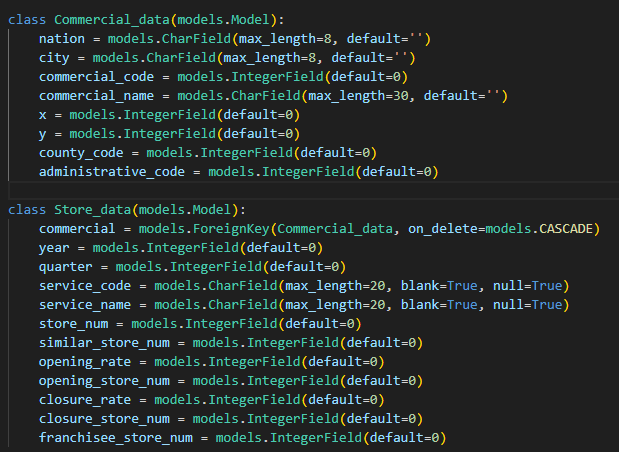 class Commercial_data(models.Model):
    nation = models.CharField(max_length=8, default='')
    city = models.CharField(max_length=8, default='')
    commercial_code = models.IntegerField(default=0)
    commercial_name = models.CharField(max_length=30, default='')
    x = models.IntegerField(default=0)
    y = models.IntegerField(default=0)
    county_code = models.IntegerField(default=0)
    administrative_code = models.IntegerField(default=0)
class Store_data(models.Model):
    commercial = models.ForeignKey(Commercial_data, on_delete=models.CASCADE)
    year = models.IntegerField(default=0)
    quarter = models.IntegerField(default=0)
    service_code = models.CharField(max_length=20, blank=True, null=True)
    service_name = models.CharField(max_length=20, blank=True, null=True)
    store_num = models.IntegerField(default=0)
    similar_store_num = models.IntegerField(default=0)
    opening_rate = models.IntegerField(default=0)
    opening_store_num = models.IntegerField(default=0)
    closure_rate = models.IntegerField(default=0)
    closure_store_num = models.IntegerField(default=0)
    franchisee_store_num = models.IntegerField(default=0)